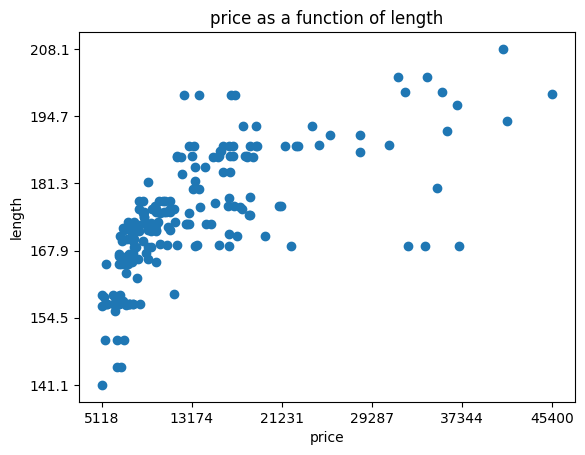 price as a function of length
208.1
194.7
181.3
167.9
154.5
141.1
length
5118 13174 21231 29287 37344 45400
price